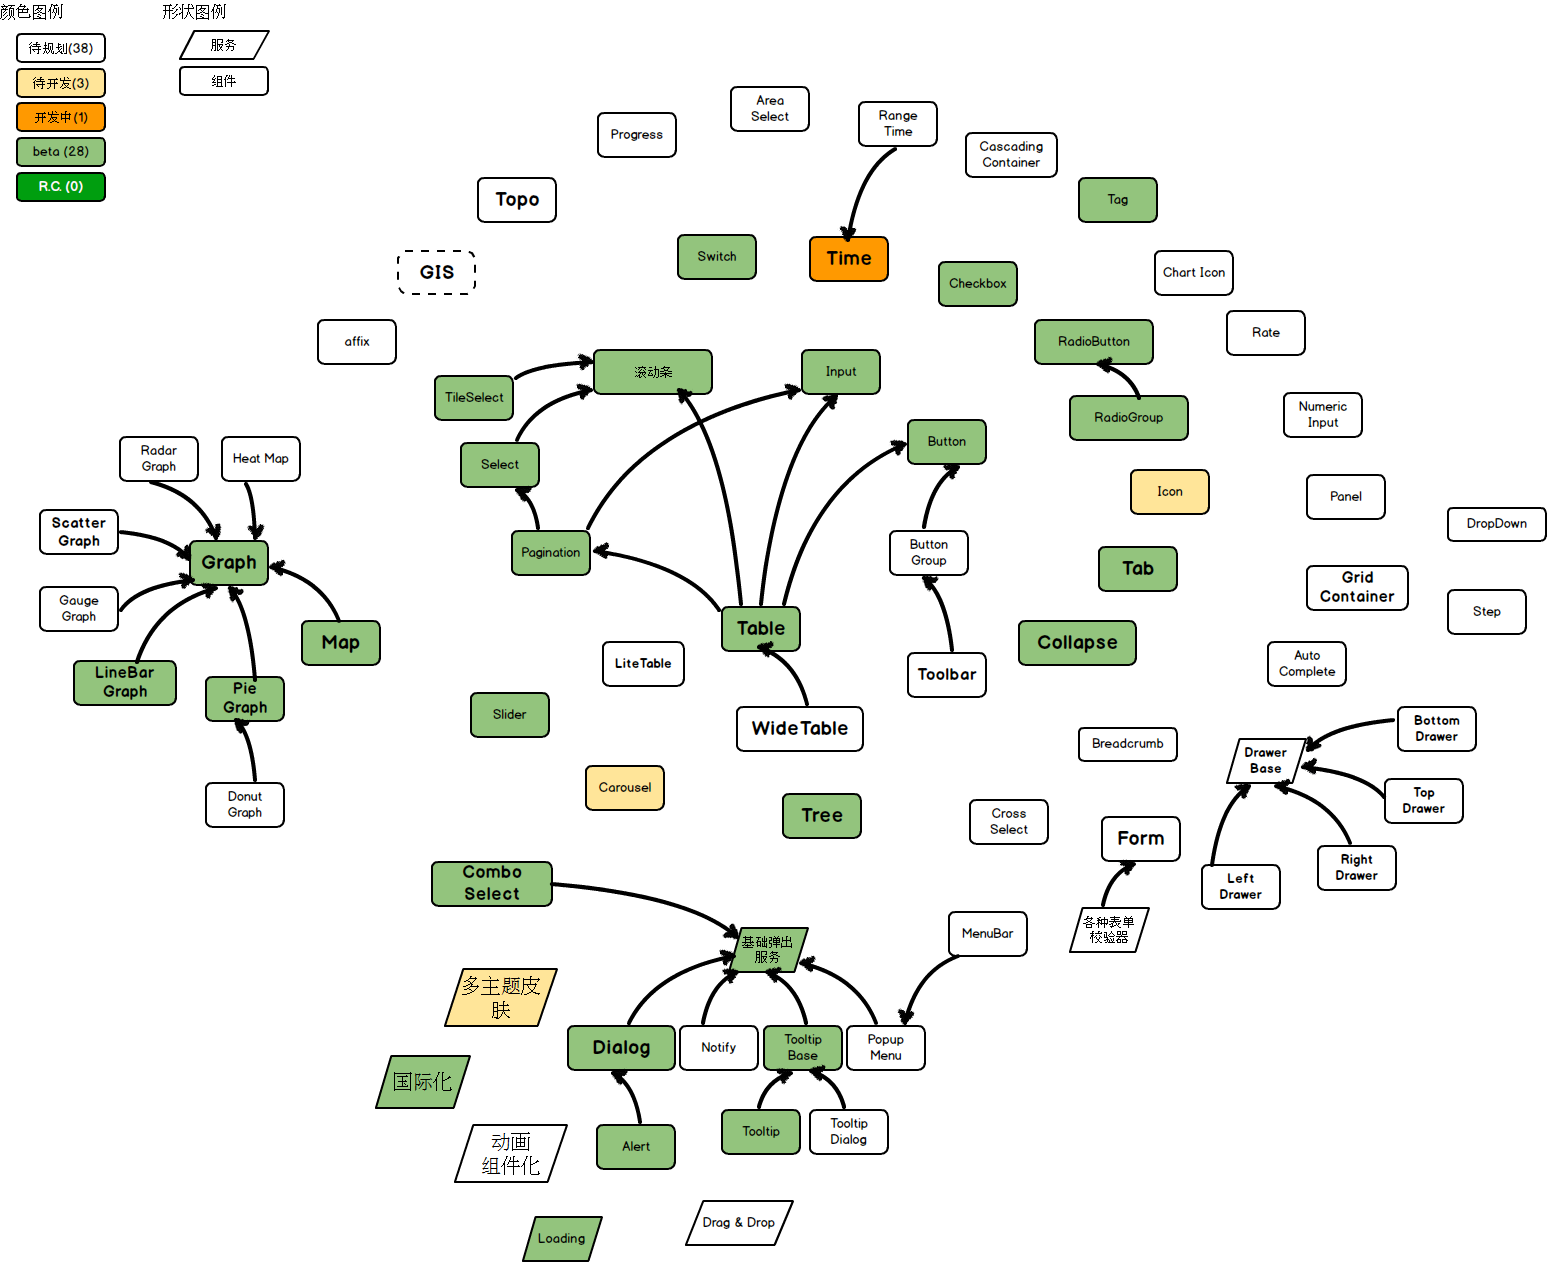 颜色图例
形状图例
待规划(38)
待开发(3)
开发中(1)
beta (28)
R.C. (0)
服务
组件
Area
Select
Range
Time
Progress
Cascading
Container
Topo
Tag
Switch
Time
GIS
Checkbox
Chart Icon
affix
RadioButton
Rate
滚动条
Input
TileSelect
RadioGroup
Numeric
Input
Button
Radar
Graph
Heat Map
Select
Icon
Panel
DropDown
Scatter
Graph
Graph
Pagination
Button
Group
Tab
Grid
Container
Gauge
Graph
Step
Map
Table
Collapse
LiteTable
Toolbar
Auto
Complete
LineBar
Graph
Pie
Graph
Slider
WideTable
Breadcrumb
Bottom
Drawer
Drawer
Base
Carousel
Donut
Graph
Tree
Cross
Select
Form
Top
Drawer
Right
Drawer
Left
Drawer
Combo
Select
各种表单
校验器
MenuBar
基础弹出
服务
多主题皮
肤
Dialog
Notify
Tooltip
Base
Popup
Menu
国际化
动画
组件化
Alert
Tooltip
Tooltip
Dialog
Loading
Drag & Drop